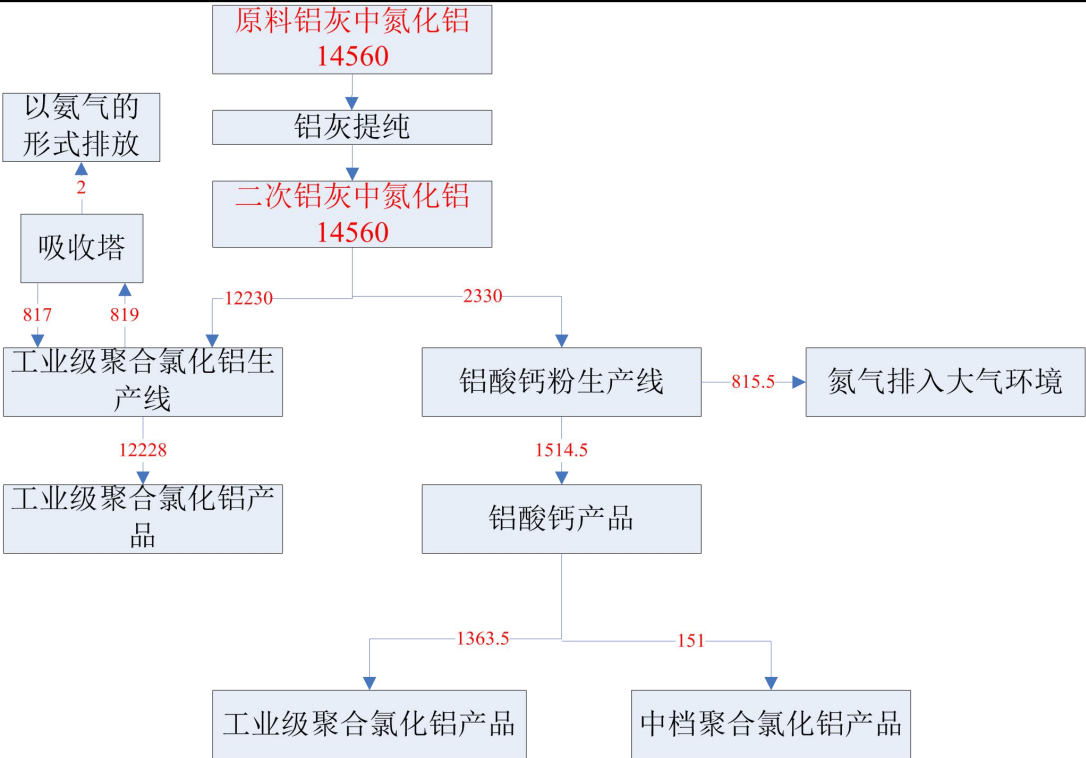 原料铝灰中氮化铝
14560
以氨气的
形式排放
铝灰提纯
2
二次铝灰中氮化铝
14560
吸收塔
12230
2330
817
819
工业级聚合氯化铝生
产线
铝酸钙粉生产线
815.5
氮气排入大气环境
12228
1514.5
工业级聚合氯化铝产
品
铝酸钙产品
1363.5
151
工业级聚合氯化铝产品
中档聚合氯化铝产品